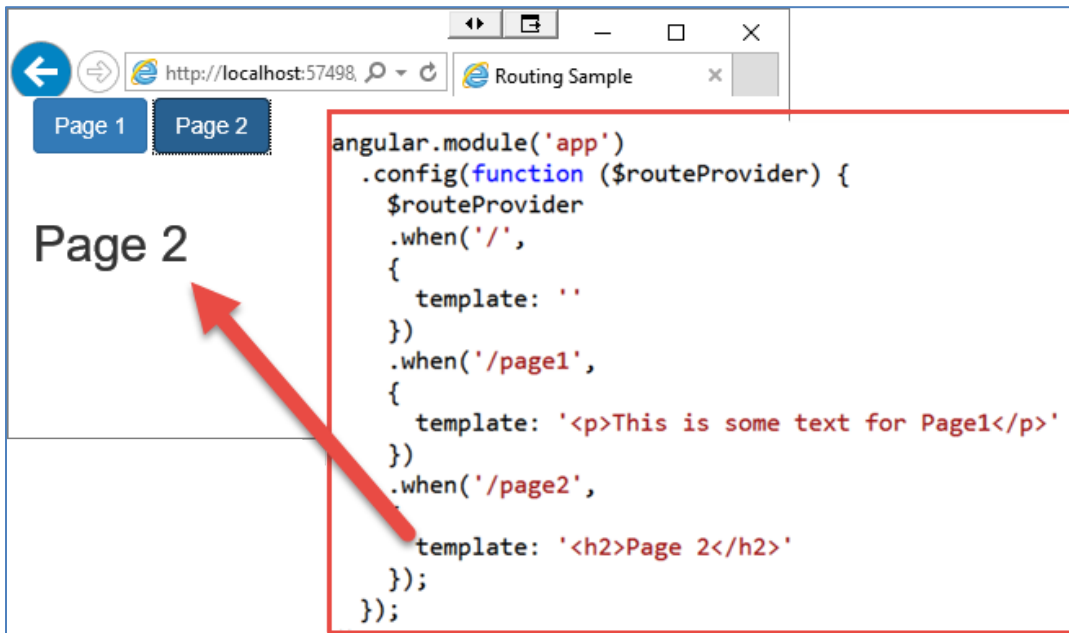 http://localhost:57498,
Routing Sample
Page 1
Page 2
Page 2
angular.module('app')
.config(function ($routeProvider) {
$routeProvider
.when('/',
{
template: ''
})
.when('/page1',
{
template: '<p>This is some text for Page1</p>'
})
.when('/page2',
template: '<h2>Page 2</h2>'
});
});